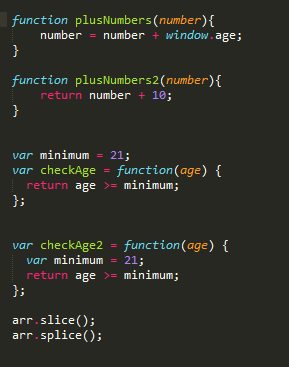 function plusNumbers(number){
    number = number + window.age;
}
function plusNumbers2(number){
    return number + 10;
}
var minimum = 21;
var checkAge = function(age) {
  return age >= minimum;
};
var checkAge2 = function(age) {
  var minimum = 21;
  return age >= minimum;
};
arr.slice();
arr.splice();